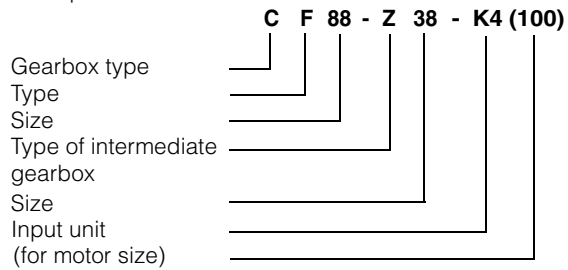 C F 88 - Z 38 - K4 (100)
Gearbox type
Type
Size
Type of intermediate
gearbox
Size
Input unit
(for motor size)